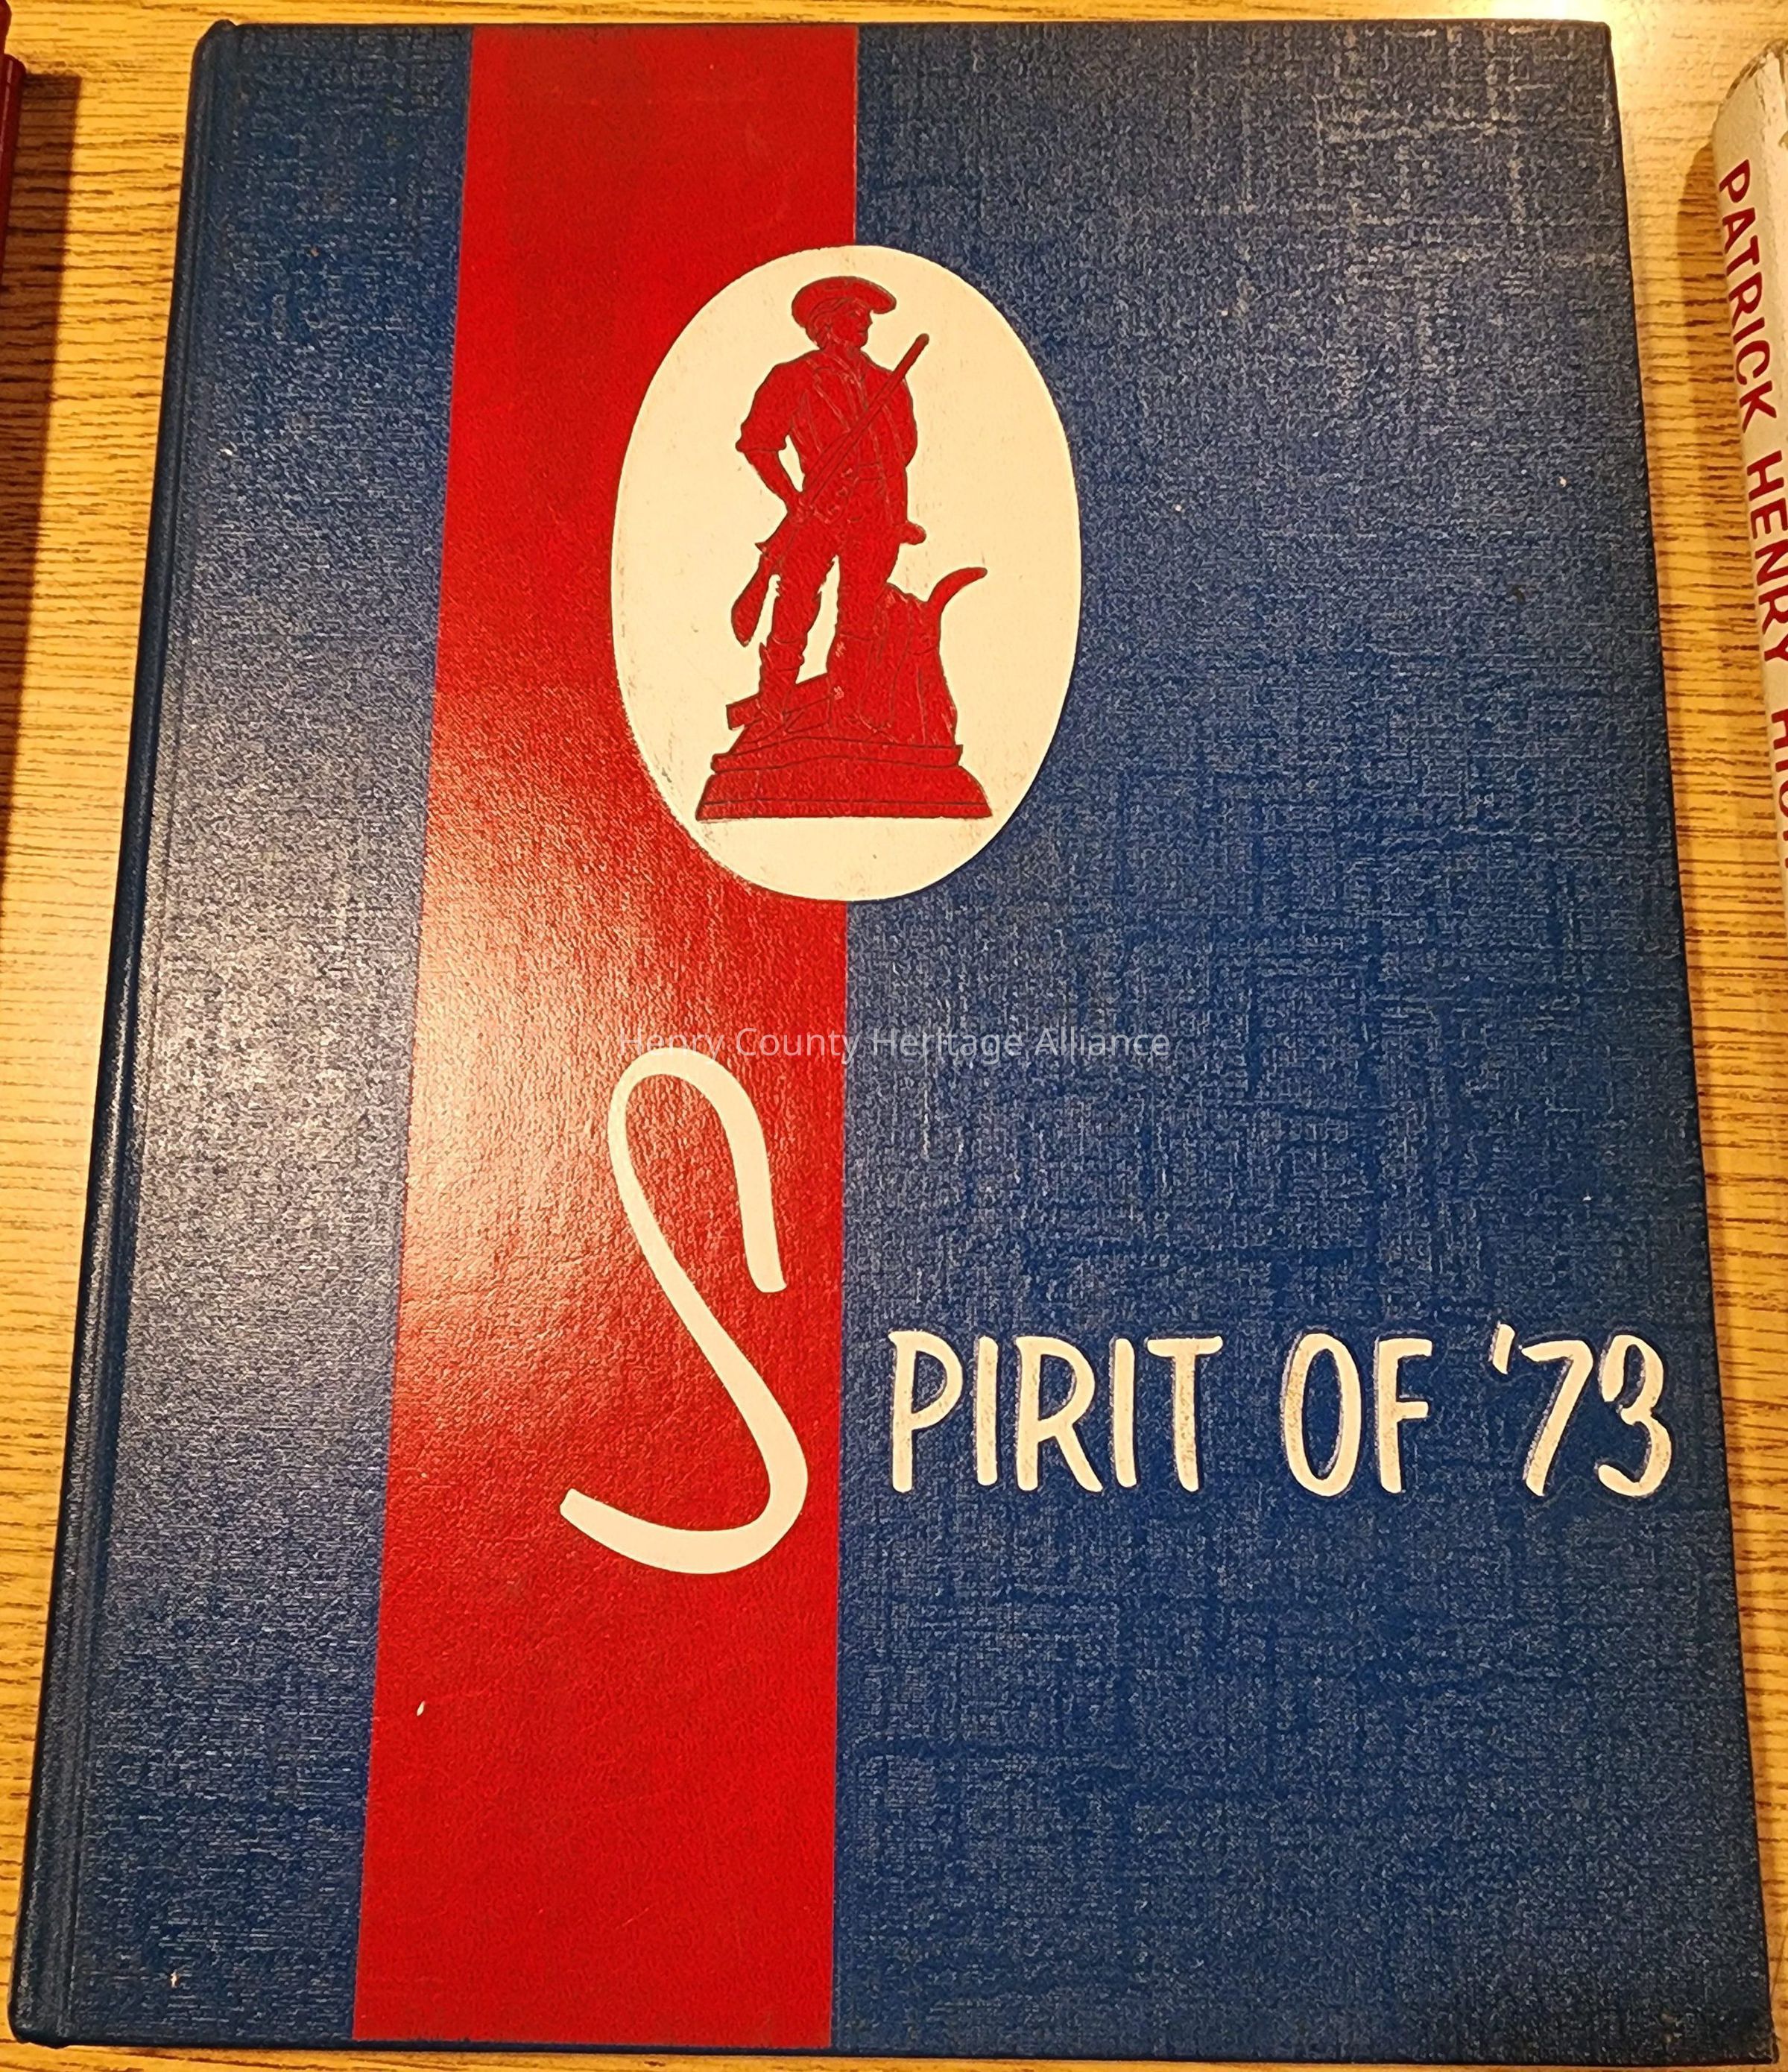 Henry County Heritage Alliance
SPIRIT OF '73
PATRICK HENRY